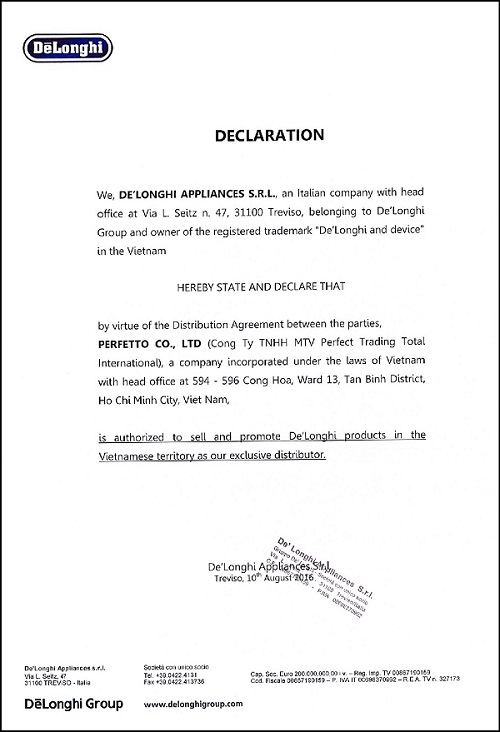 DeLonghi
DECLARATION
We, DE'LONGHI APPLIANCES S.R.L., an Italian company with head
office at Via L. Seitz n. 47, 31100 Treviso, belonging to De'Longhi
Group and owner of the registered trademark "De'Longhi and device"
in the Vietnam
HEREBY STATE AND DECLARE THAT
by virtue of the Distribution Agreement between the parties,
PERFETTO CO., LTD (Cong Ty TNHH MTV Perfect Trading Total
International), a company incorporated under the laws of Vietnam
with head office at 594 - 596 Cong Hoa, Ward 13, Tan Binh District,
Ho Chi Minh City, Viet Nam,
is authorized to sell and promote De'Longhi products in the
Vietnamese territory as our exclusive distributor.
De'Longhi Appliances S.r.l.
Treviso, 10th August 2016
De'Longhi Appliances S.r.l.
De'Longhi Appliances s.r.l.
Via L. Seitz, 47
31100 TREVISO - Italia
Società con unico socio
Tel. +39.0422.4131
Fax +39.0422.413736
Cap. Soc. Euro 200.000.000,00 i.v. – Reg. Imp. TV 00867190159
Cod. Fiscale 00867190159 – P. IVA IT 00698370962 – R.E.A. TV n. 327173
DeLonghi Group
www.delonghigroup.com